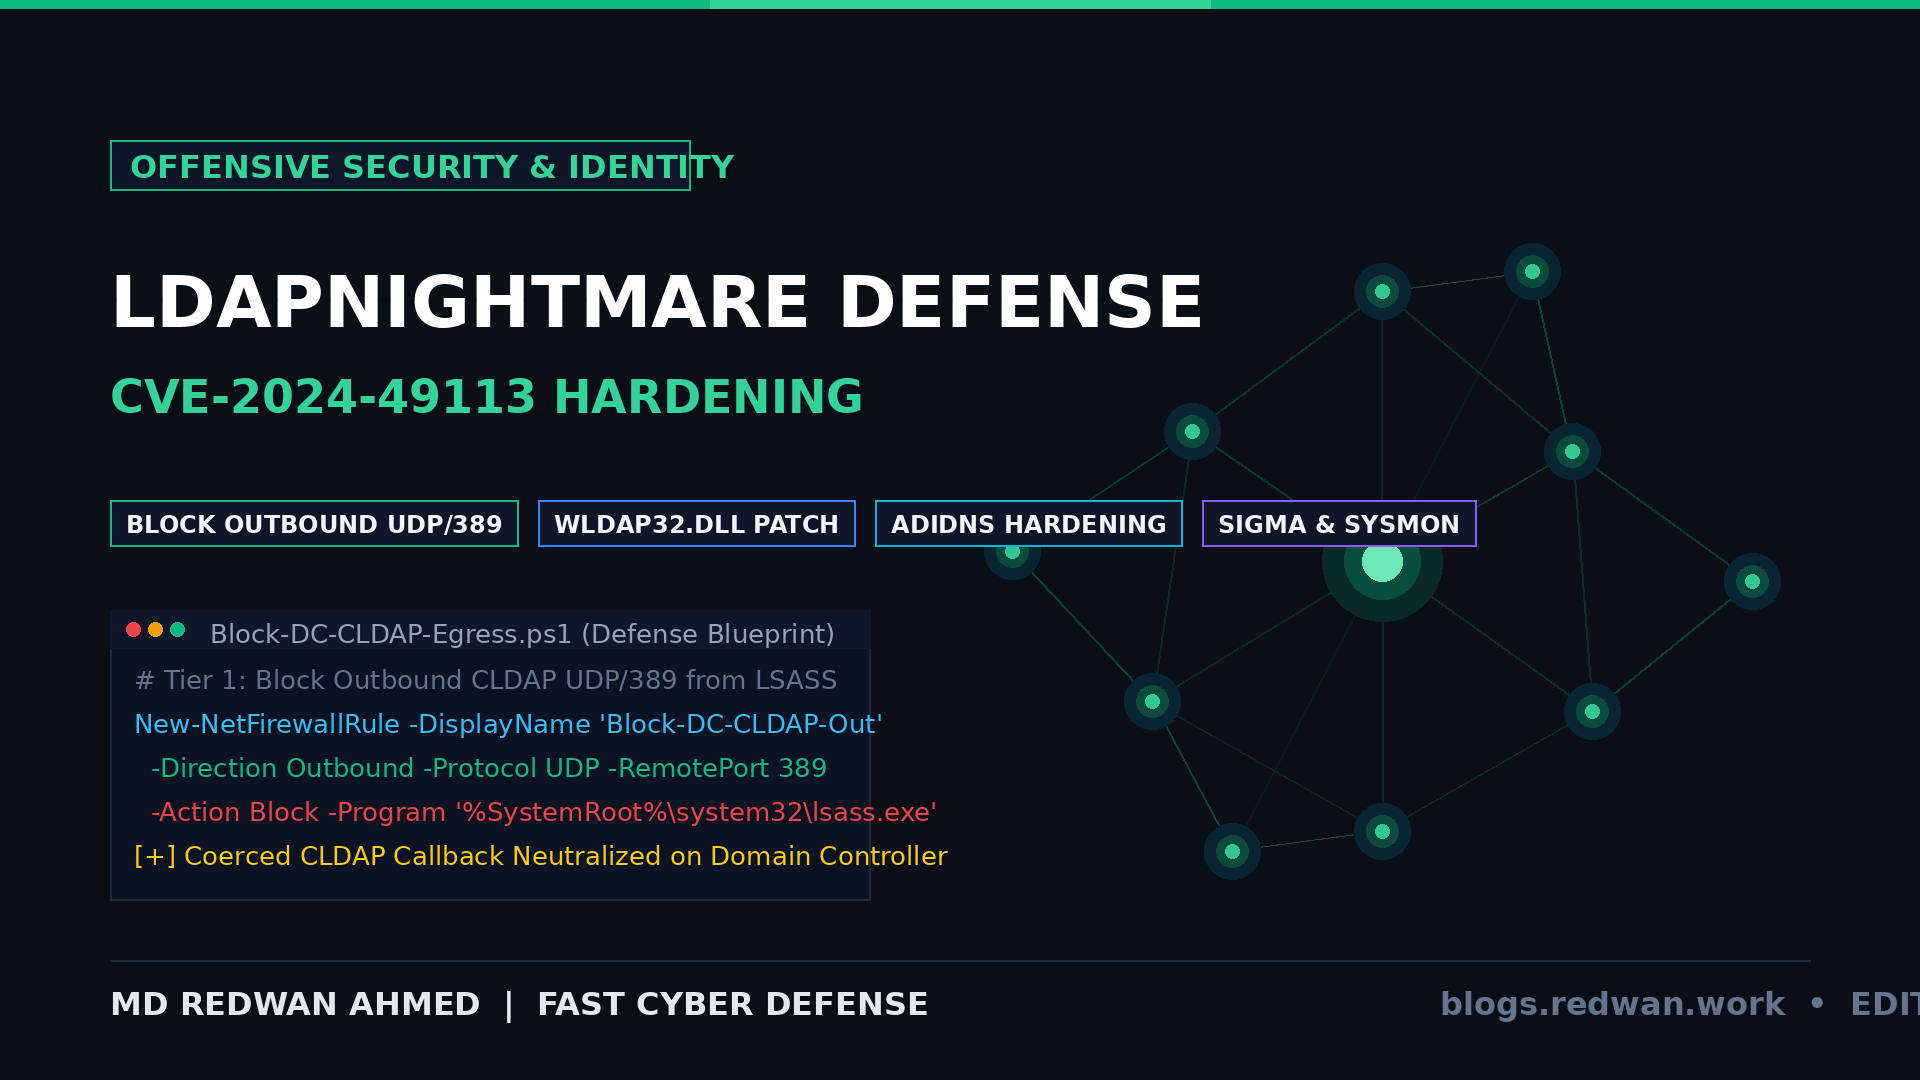 OFFENSIVE SECURITY & IDENTITY
LDAPNIGHTMARE DEFENSE
CVE-2024-49113 HARDENING
BLOCK OUTBOUND UDP/389
WLDAP32.DLL PATCH
ADIDNS HARDENING
SIGMA & SYSMON
Block-DC-CLDAP-Egress.ps1 (Defense Blueprint)
# Tier 1: Block Outbound CLDAP UDP/389 from LSASS
New-NetFirewallRule -DisplayName 'Block-DC-CLDAP-Out'
-Direction Outbound -Protocol UDP -RemotePort 389
-Action Block -Program '%SystemRoot%\system32\lsass.exe'
[+] Coerced CLDAP Callback Neutralized on Domain Controller
MD REDWAN AHMED | FAST CYBER DEFENSE
blogs.redwan.work •